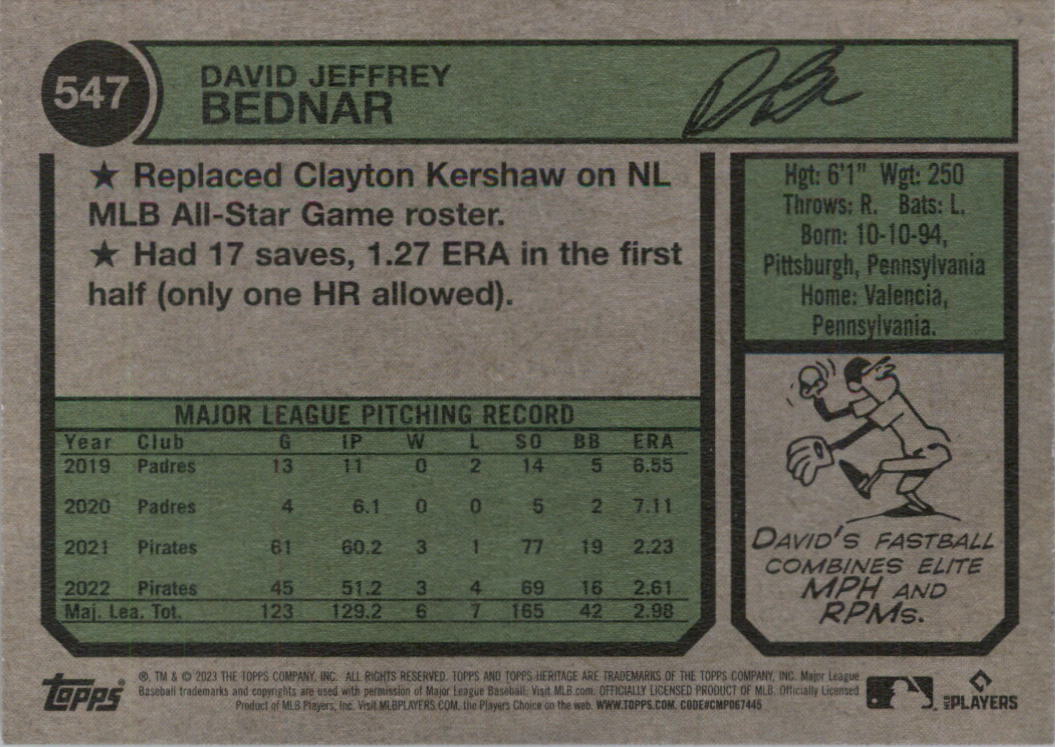 547
DAVID JEFFREY
BEDNAR
★ Replaced Clayton Kershaw on NL
MLB All-Star Game roster.
★ Had 17 saves, 1.27 ERA in the first
half (only one HR allowed).
Hgt: 6'1" Wgt: 250
Throws: R. Bats: L.
Born: 10-10-94,
Pittsburgh, Pennsylvania
Home: Valencia,
Pennsylvania.
MAJOR LEAGUE PITCHING RECORD
Year Club G IP W L SO BB ERA
2019 Padres 13 11 0 2 14 5 6.55
2020 Padres 4 6.1 0 0 5 2 7.11
2021 Pirates 61 60.2 3 1 77 19 2.23
2022 Pirates 45 51.2 3 4 69 16 2.61
Maj. Lea. Tot. 123 129.2 6 7 165 42 2.98
DAVID'S FASTBALL
COMBINES ELITE
MPH AND
RPMs.
topps
®, TM & © 2023 THE TOPPS COMPANY, INC. ALL RIGHTS RESERVED. TOPPS AND TOPPS HERITAGE ARE TRADEMARKS OF THE TOPPS COMPANY, INC. Major League
Baseball trademarks and copyrights are used with permission of Major League Baseball. Visit MLB.com. OFFICIALLY LICENSED PRODUCT OF MLB. Officially Licensed
Product of MLB Players, Inc. Visit MLBPLAYERS.COM, the Players Choice on the web. WWW.TOPPS.COM. CODE#CMP067445
MLB PLAYERS